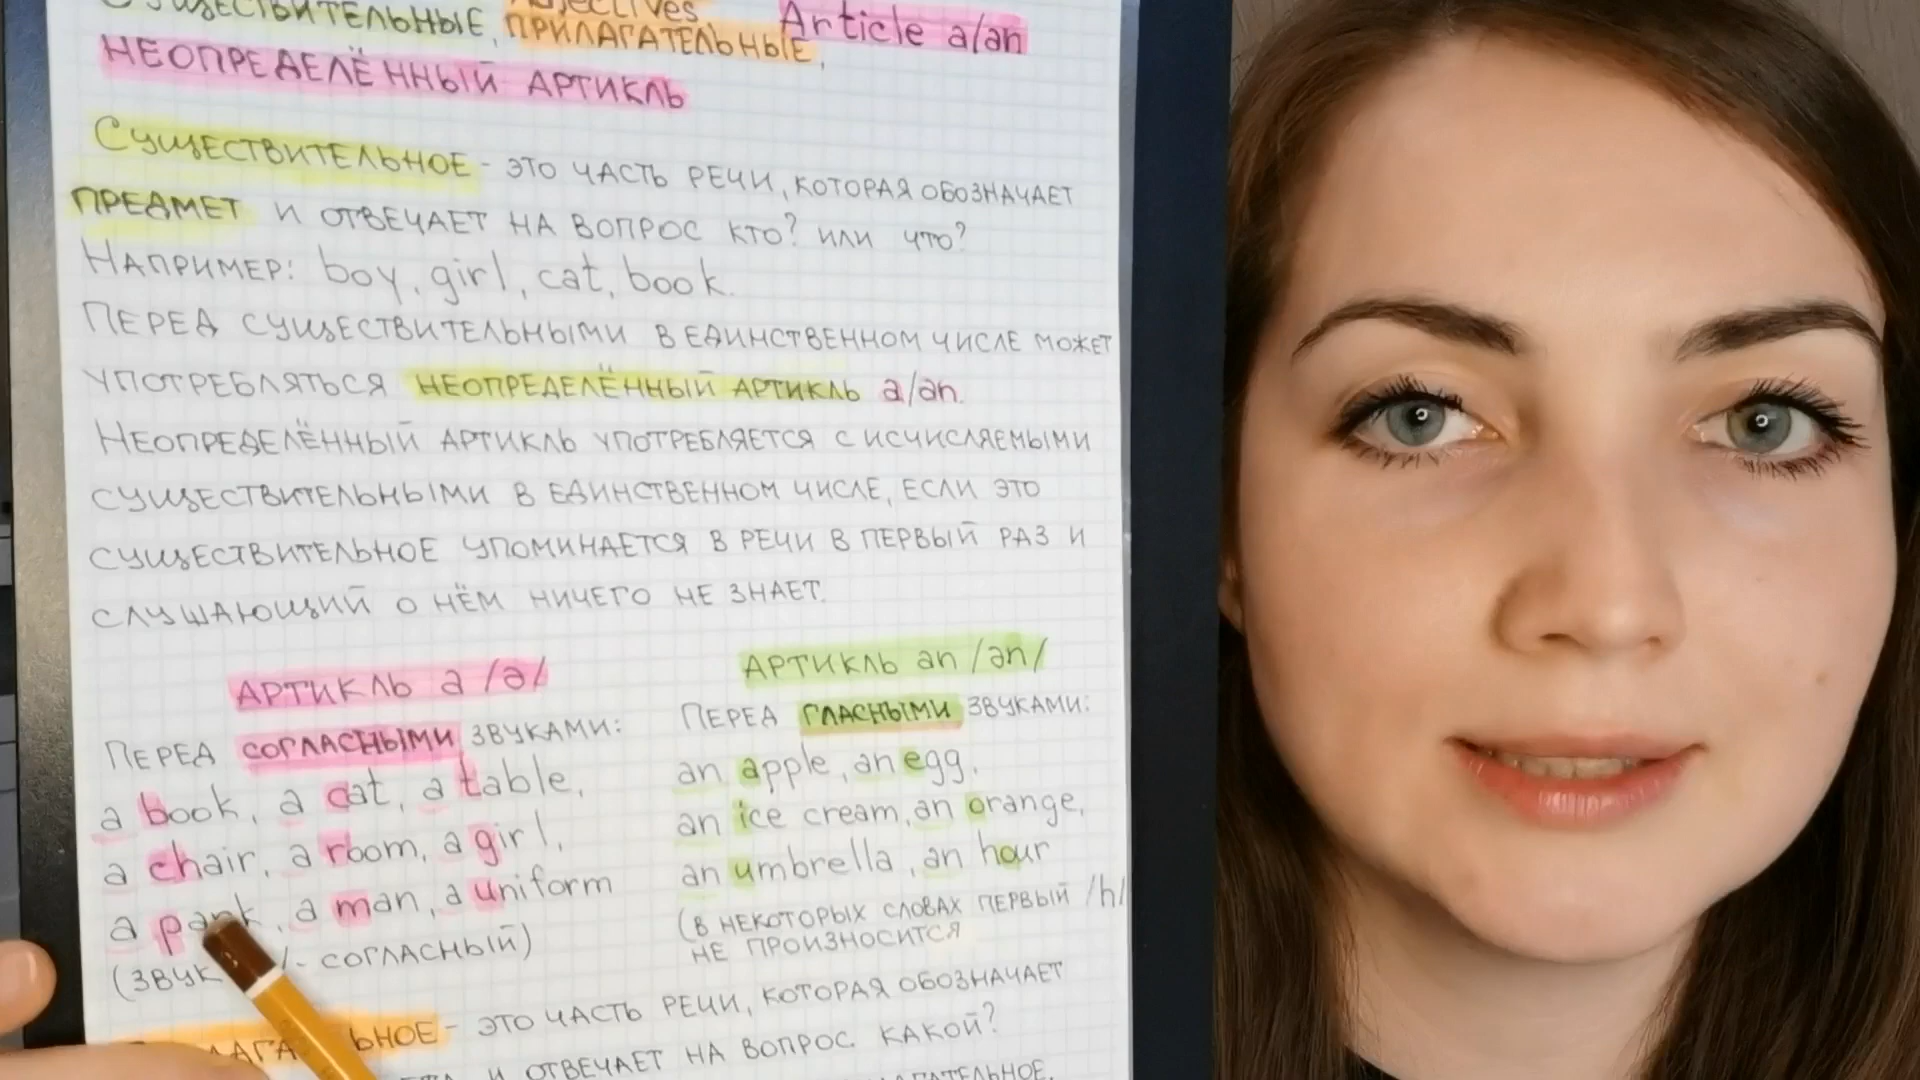 СУЩЕСТВИТЕЛЬНЫЕ, Adjectives ПРИЛАГАТЕЛЬНЫЕ, Article a/an
НЕОПРЕДЕЛЁННЫЙ АРТИКЛЬ
СУЩЕСТВИТЕЛЬНОЕ - ЭТО ЧАСТЬ РЕЧИ, КОТОРАЯ ОБОЗНАЧАЕТ
ПРЕДМЕТ И ОТВЕЧАЕТ НА ВОПРОС КТО? ИЛИ ЧТО?
НАПРИМЕР: boy, girl, cat, book.
ПЕРЕД СУЩЕСТВИТЕЛЬНЫМИ В ЕДИНСТВЕННОМ ЧИСЛЕ МОЖЕТ
УПОТРЕБЛЯТЬСЯ НЕОПРЕДЕЛЁННЫЙ АРТИКЛЬ a/an.
НЕОПРЕДЕЛЁННЫЙ АРТИКЛЬ УПОТРЕБЛЯЕТСЯ С ИСЧИСЛЯЕМЫМИ
СУЩЕСТВИТЕЛЬНЫМИ В ЕДИНСТВЕННОМ ЧИСЛЕ, ЕСЛИ ЭТО
СУЩЕСТВИТЕЛЬНОЕ УПОМИНАЕТСЯ В РЕЧИ В ПЕРВЫЙ РАЗ И
СЛУШАЮЩИЙ О НЁМ НИЧЕГО НЕ ЗНАЕТ.
АРТИКЛЬ a /ə/
ПЕРЕД СОГЛАСНЫМИ ЗВУКАМИ:
a book, a cat, a table,
a chair, a room, a girl,
a park, a man, a uniform
(ЗВУК /- СОГЛАСНЫЙ)
АРТИКЛЬ an /ən/
ПЕРЕД ГЛАСНЫМИ ЗВУКАМИ:
an apple, an egg,
an ice cream, an orange,
an umbrella, an hour
(В НЕКОТОРЫХ СЛОВАХ ПЕРВЫЙ /h/
НЕ ПРОИЗНОСИТСЯ
- ЭТО ЧАСТЬ РЕЧИ, КОТОРАЯ ОБОЗНАЧАЕТ
И ОТВЕЧАЕТ НА ВОПРОС КАКОЙ?